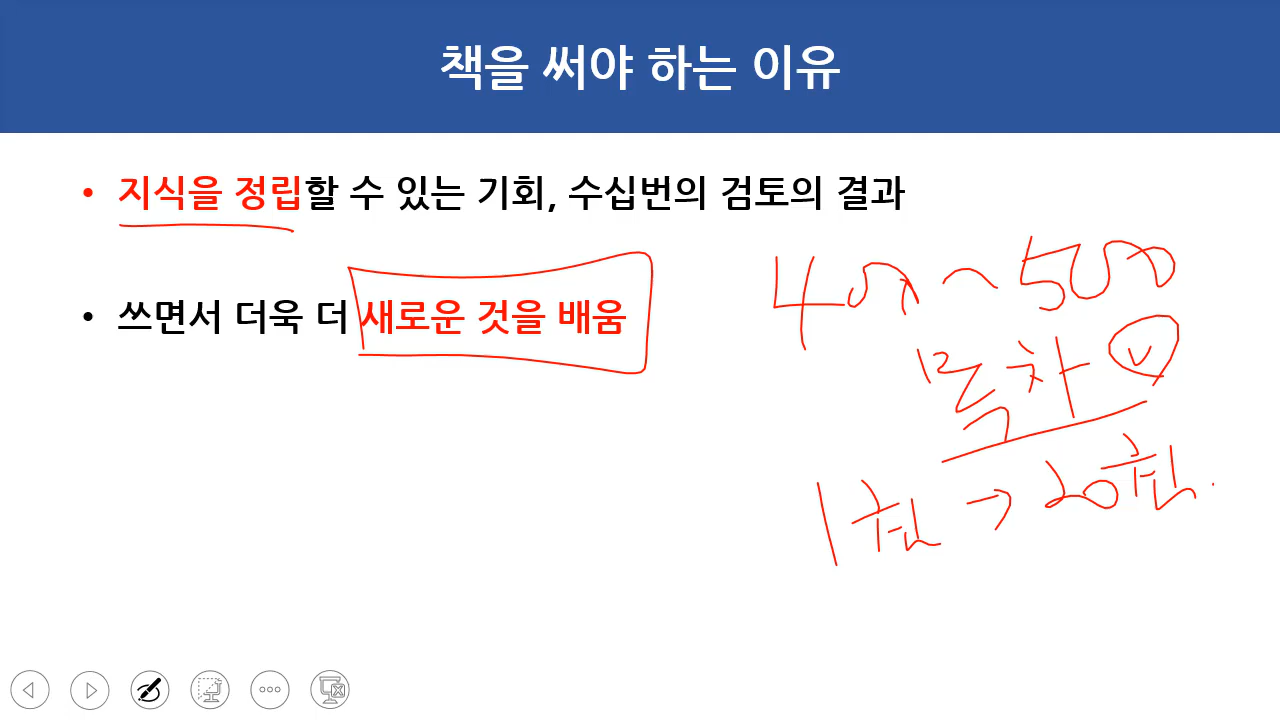 책을 써야 하는 이유
• 지식을 정립할 수 있는 기회, 수십번의 검토의 결과
• 쓰면서 더욱 더 새로운 것을 배움
400 ~ 500
목차
1권 → 20권